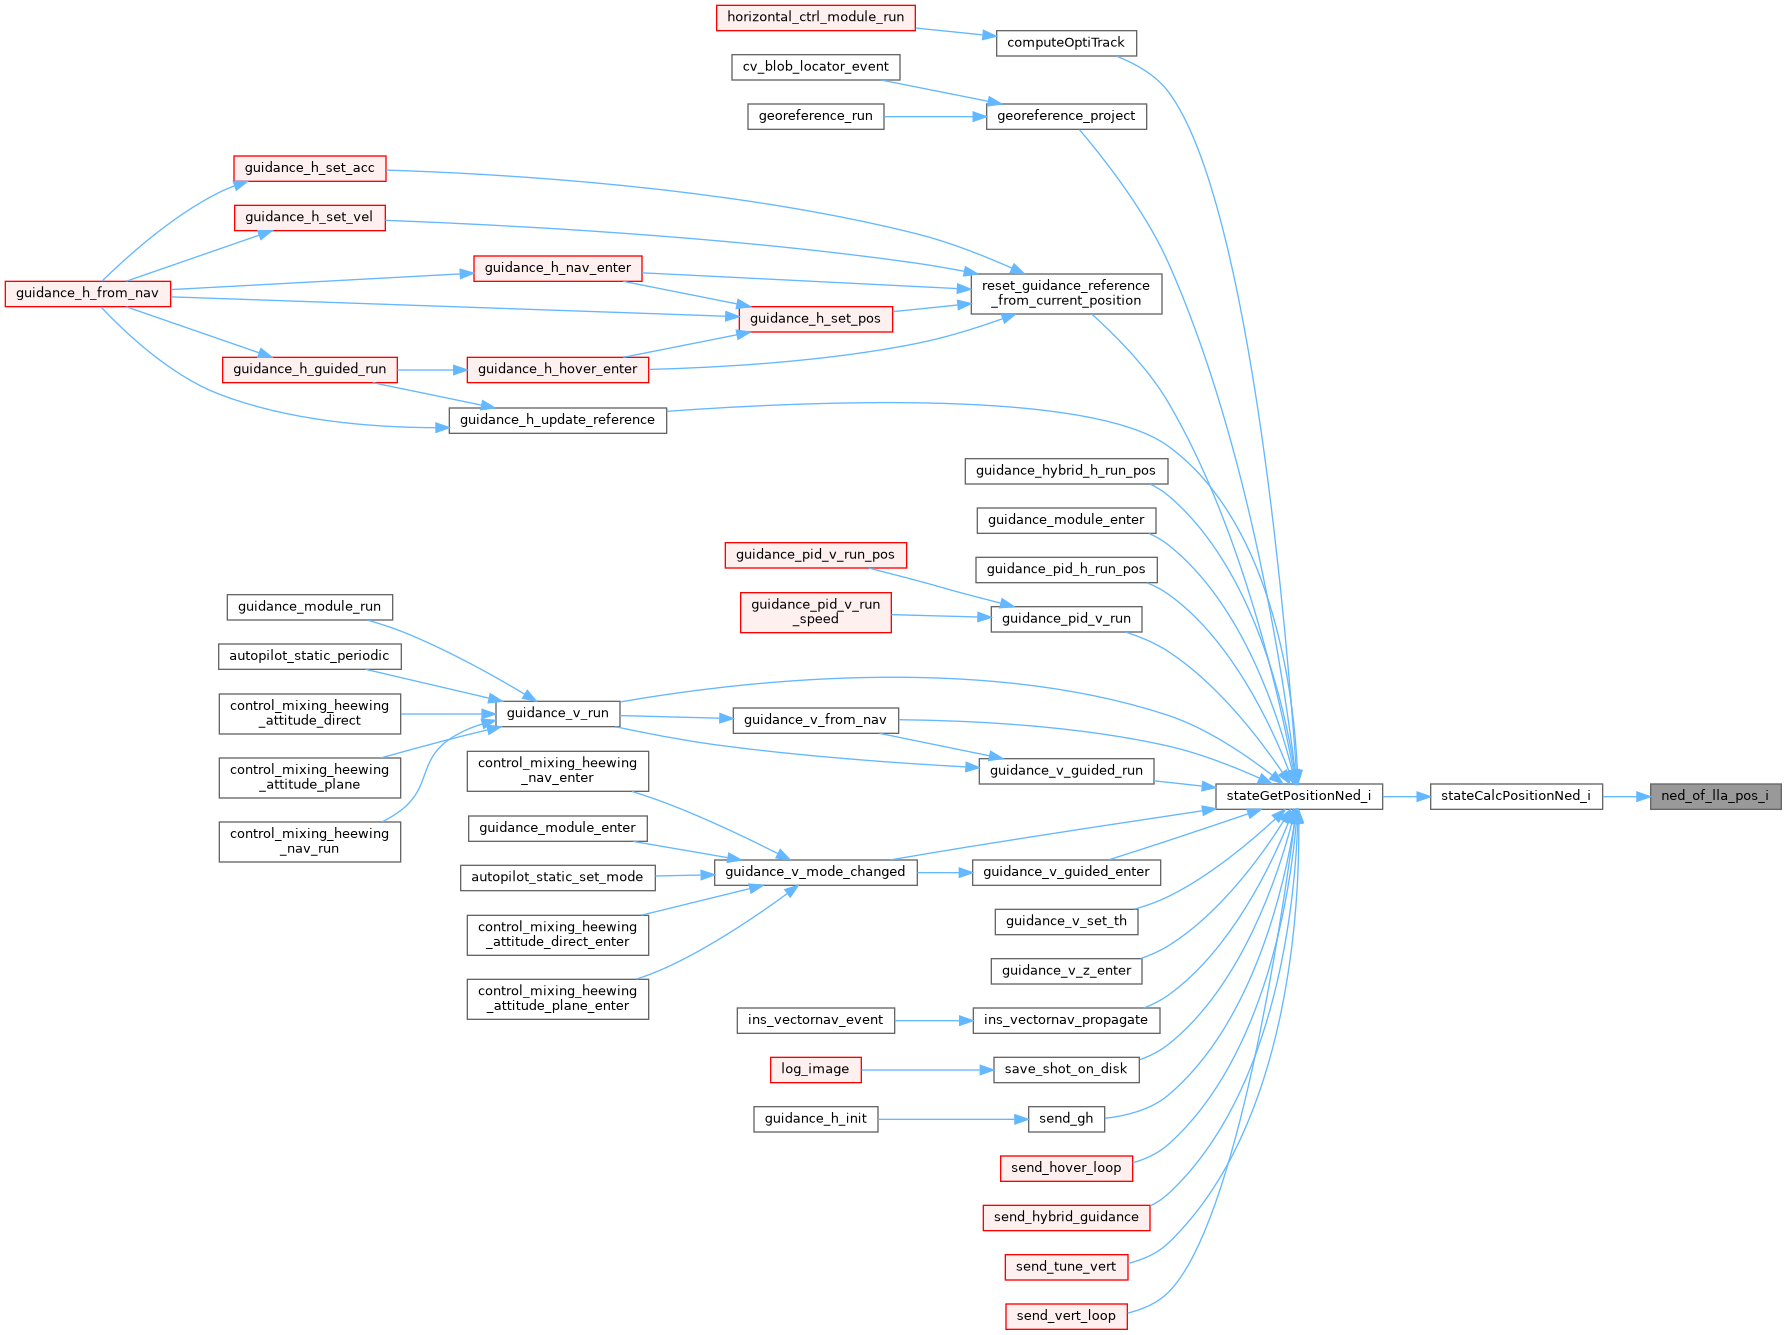 horizontal_ctrl_module_run
computeOptiTrack
cv_blob_locator_event
georeference_run
georeference_project
guidance_h_set_acc
guidance_h_set_vel
guidance_h_nav_enter
reset_guidance_reference
_from_current_position
guidance_h_from_nav
guidance_h_set_pos
guidance_h_guided_run
guidance_h_hover_enter
guidance_h_update_reference
guidance_hybrid_h_run_pos
guidance_module_enter
guidance_pid_v_run_pos
guidance_pid_h_run_pos
guidance_module_run
guidance_pid_v_run
_speed
guidance_pid_v_run
autopilot_static_periodic
control_mixing_heewing
_attitude_direct
guidance_v_run
guidance_v_from_nav
control_mixing_heewing
_attitude_plane
control_mixing_heewing
_nav_enter
guidance_v_guided_run
stateGetPositionNed_i
stateCalcPositionNed_i
ned_of_lla_pos_i
control_mixing_heewing
_nav_run
guidance_module_enter
autopilot_static_set_mode
guidance_v_mode_changed
guidance_v_guided_enter
control_mixing_heewing
_attitude_direct_enter
guidance_v_set_th
control_mixing_heewing
_attitude_plane_enter
guidance_v_z_enter
ins_vectornav_event
ins_vectornav_propagate
log_image
save_shot_on_disk
guidance_h_init
send_gh
send_hover_loop
send_hybrid_guidance
send_tune_vert
send_vert_loop